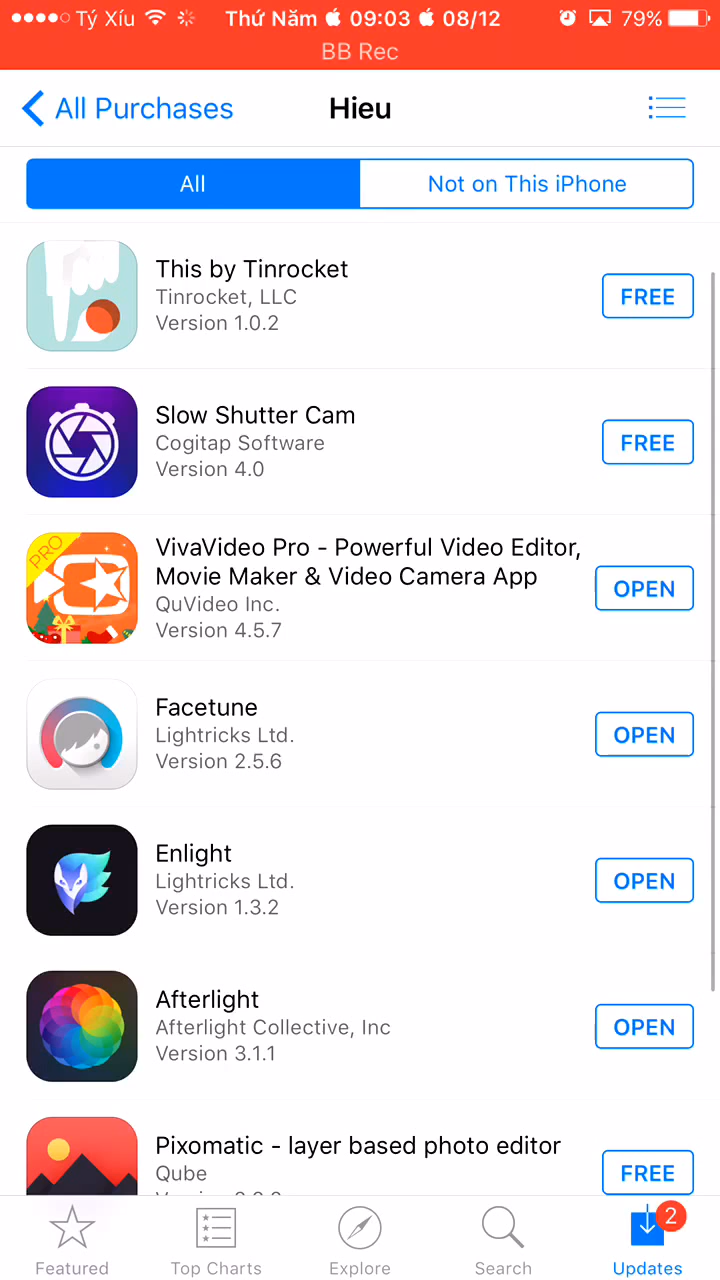 Tý Xíu Thứ Năm 09:03 08/12 79%
BB Rec
All Purchases Hieu
All Not on This iPhone
This by Tinrocket
Tinrocket, LLC
Version 1.0.2
FREE
Slow Shutter Cam
Cogitap Software
Version 4.0
FREE
PRO
VivaVideo Pro - Powerful Video Editor,
Movie Maker & Video Camera App
QuVideo Inc.
Version 4.5.7
OPEN
Facetune
Lightricks Ltd.
Version 2.5.6
OPEN
Enlight
Lightricks Ltd.
Version 1.3.2
OPEN
Afterlight
Afterlight Collective, Inc
Version 3.1.1
OPEN
Pixomatic - layer based photo editor
Qube
FREE
2
Featured Top Charts Explore Search Updates